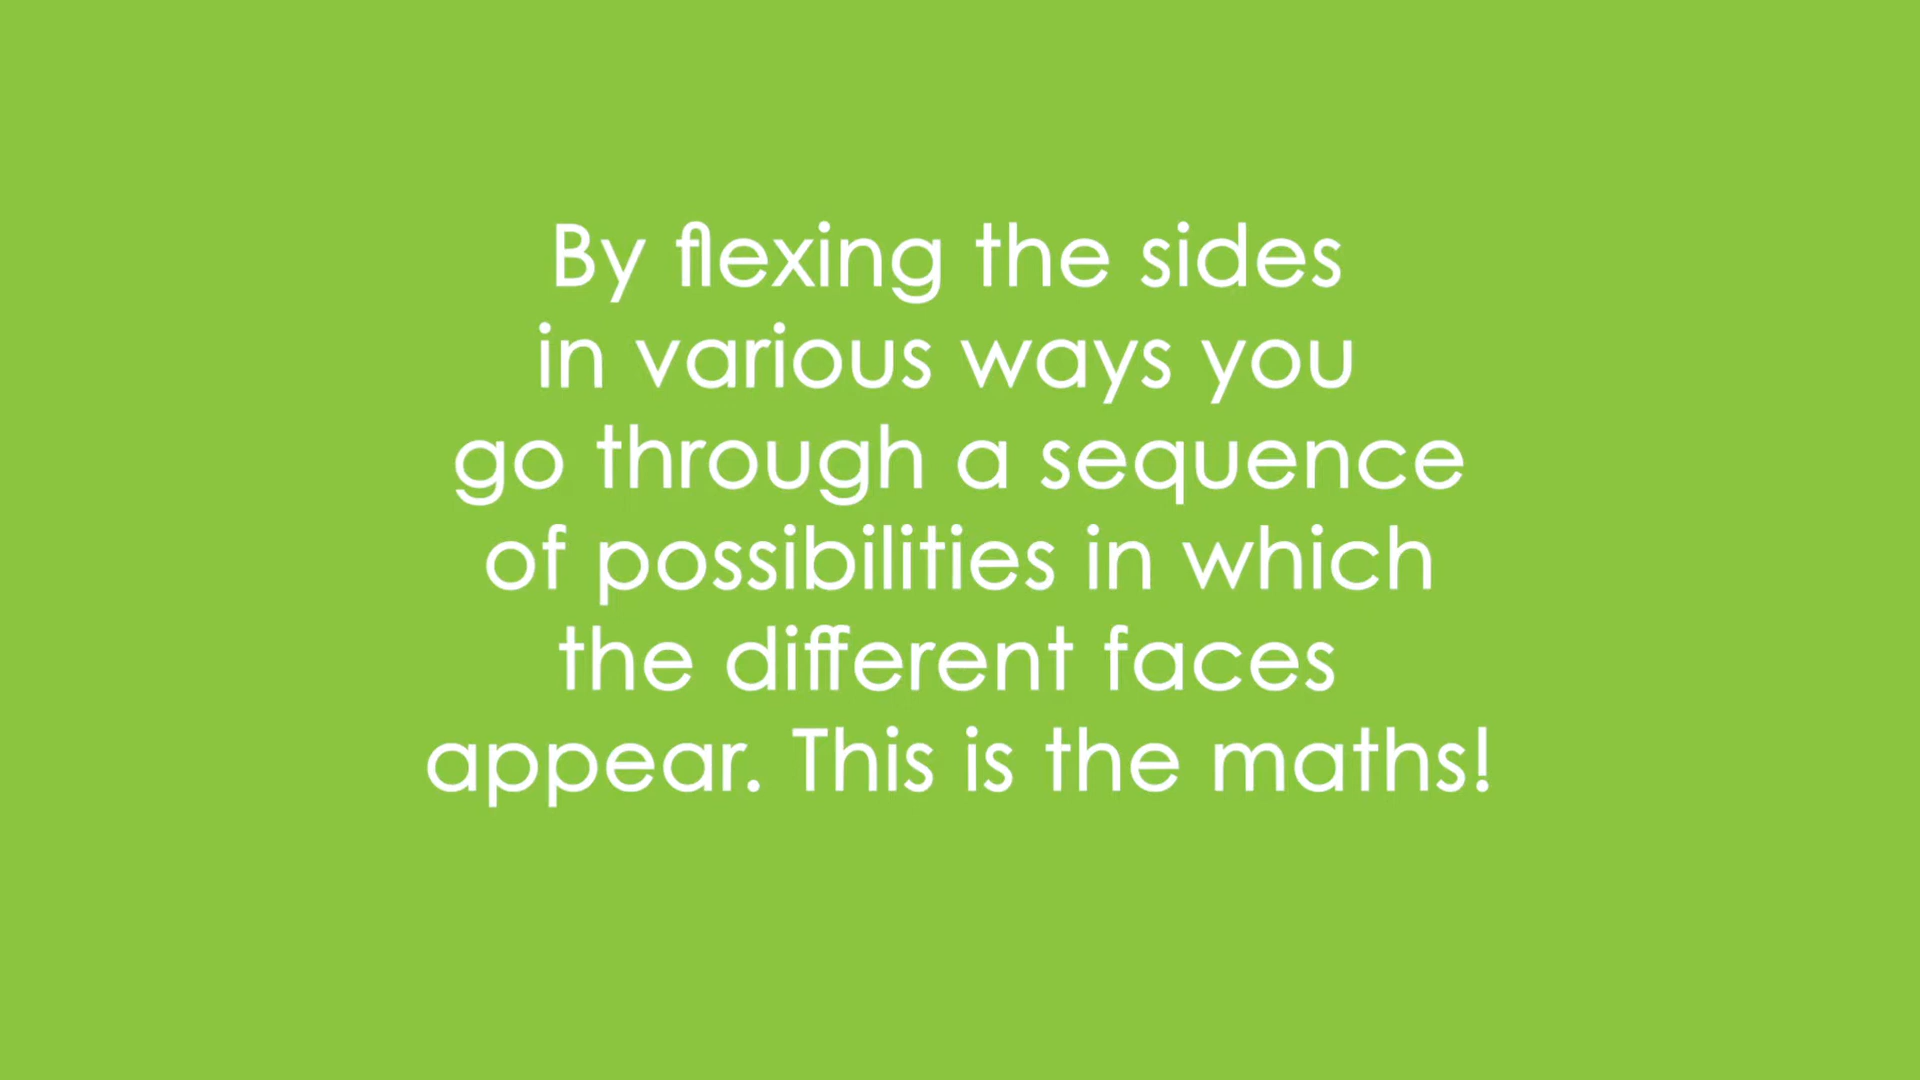 By flexing the sides
in various ways you
go through a sequence
of possibilities in which
the different faces
appear. This is the maths!